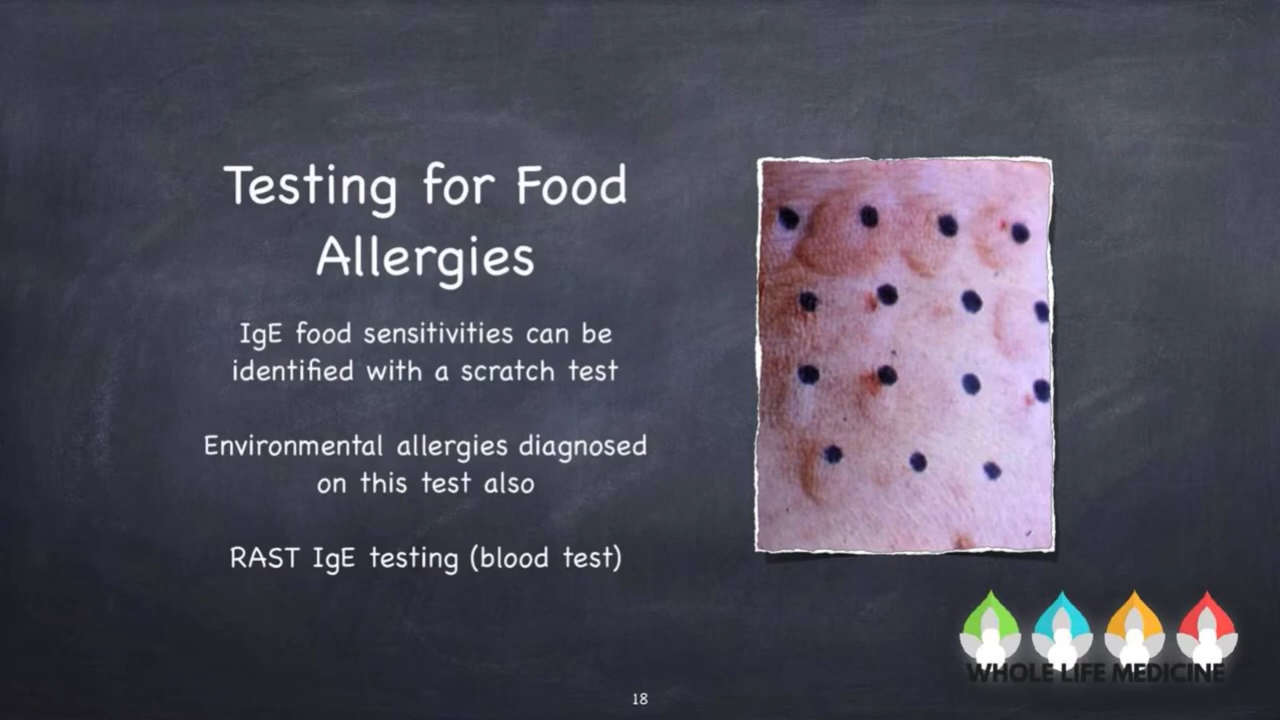 Testing for Food
Allergies
IgE food sensitivities can be
identified with a scratch test
Environmental allergies diagnosed
on this test also
RAST IgE testing (blood test)
WHOLE LIFE MEDICINE
18